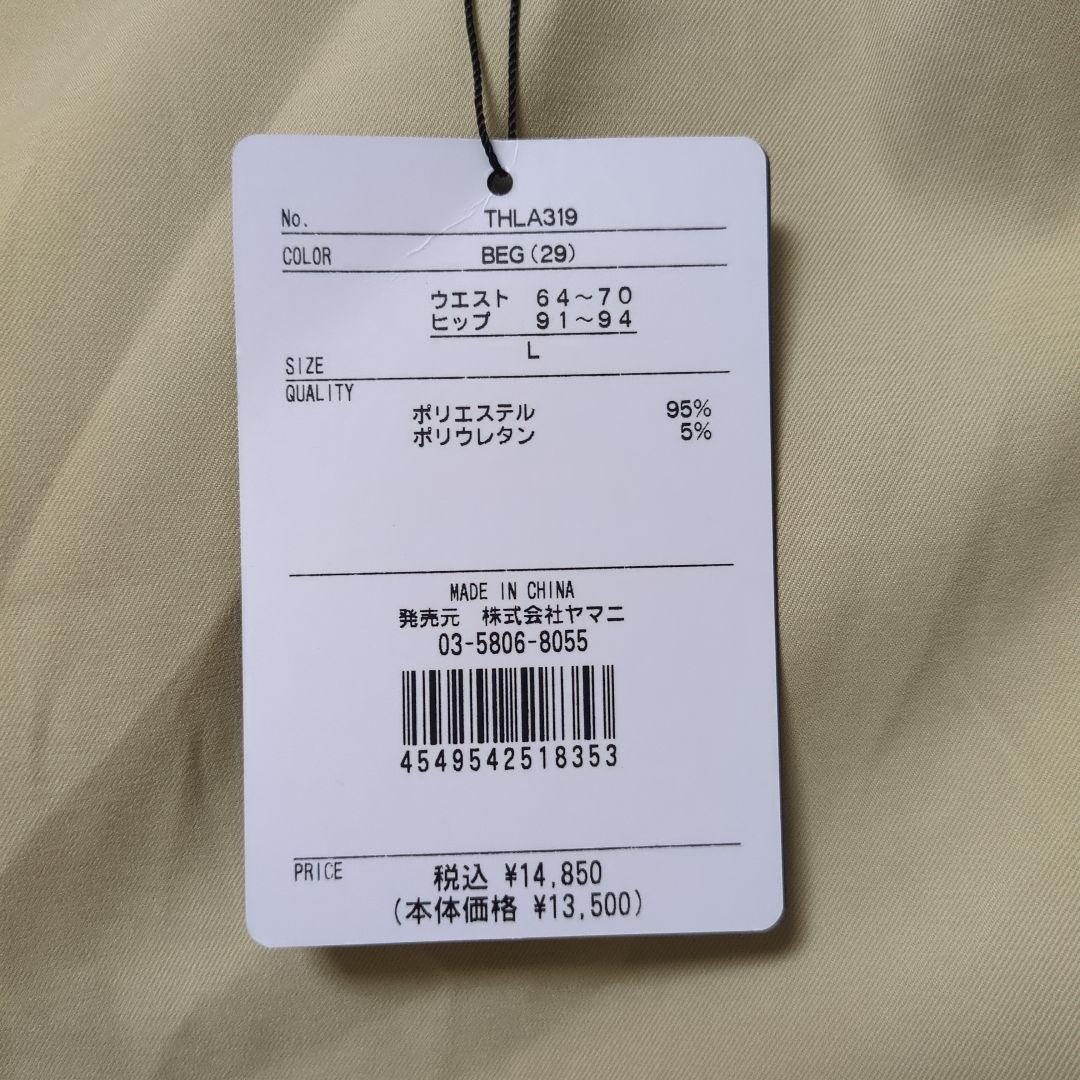 No. THLA319
COLOR BEG(29)
ウエスト 64~70
ヒップ 91~94
L
SIZE
QUALITY
ポリエステル 95%
ポリウレタン 5%
MADE IN CHINA
発売元 株式会社ヤマニ
03-5806-8055
4549542518353
PRICE 税込 ¥14,850
(本体価格 ¥13,500)